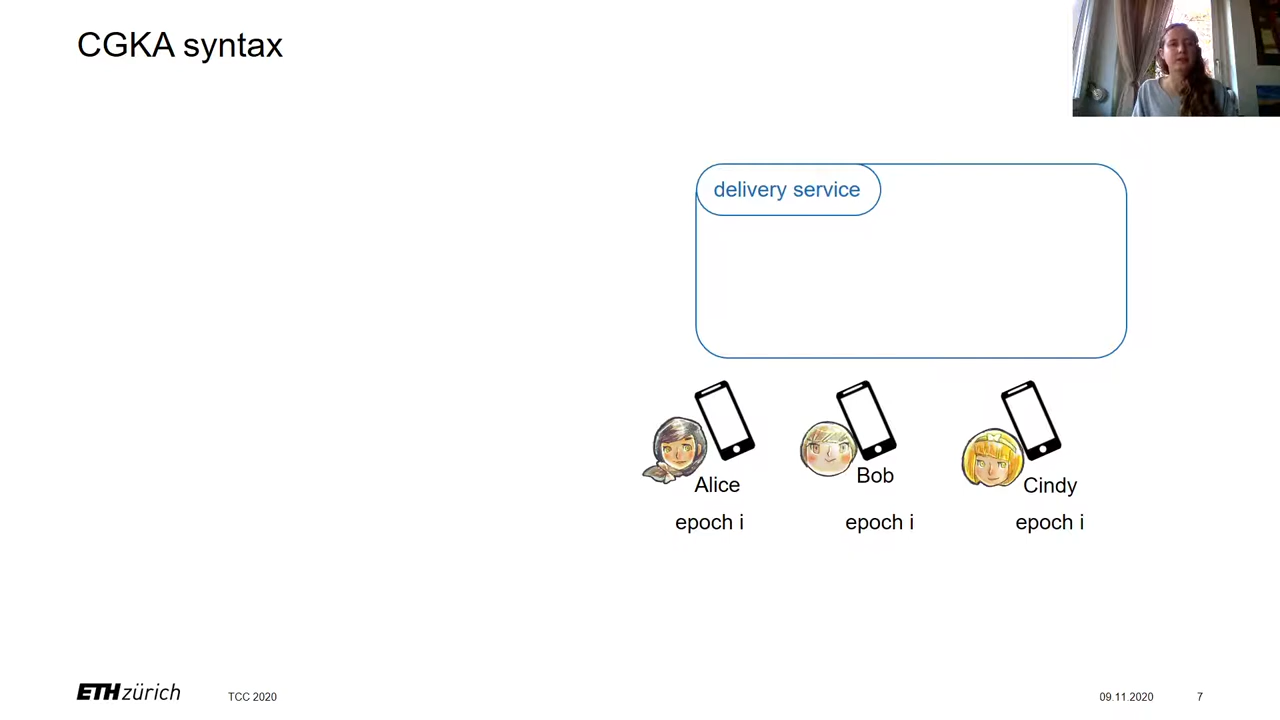 CGKA syntax
delivery service
Alice
Bob
Cindy
epoch i
epoch i
epoch i
ETH zürich
TCC 2020
09.11.2020
7